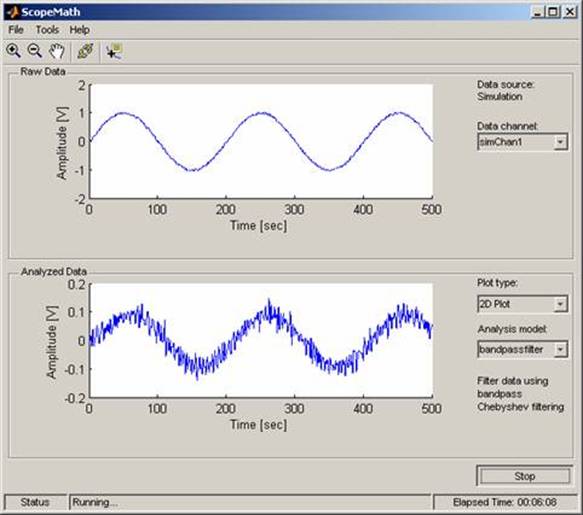 ScopeMath
File Tools Help
Raw Data
2
1
0
-1
-2
Amplitude [V]
0 100 200 300 400 500
Time [sec]
Data source:
Simulation
Data channel:
simChan1
Analyzed Data
0.2
0.1
0
-0.1
-0.2
Amplitude [V]
0 100 200 300 400 500
Time [sec]
Plot type:
2D Plot
Analysis model:
bandpassfilter
Filter data using
bandpass
Chebyshev filtering
Stop
Status Running... Elapsed Time: 00:06:08